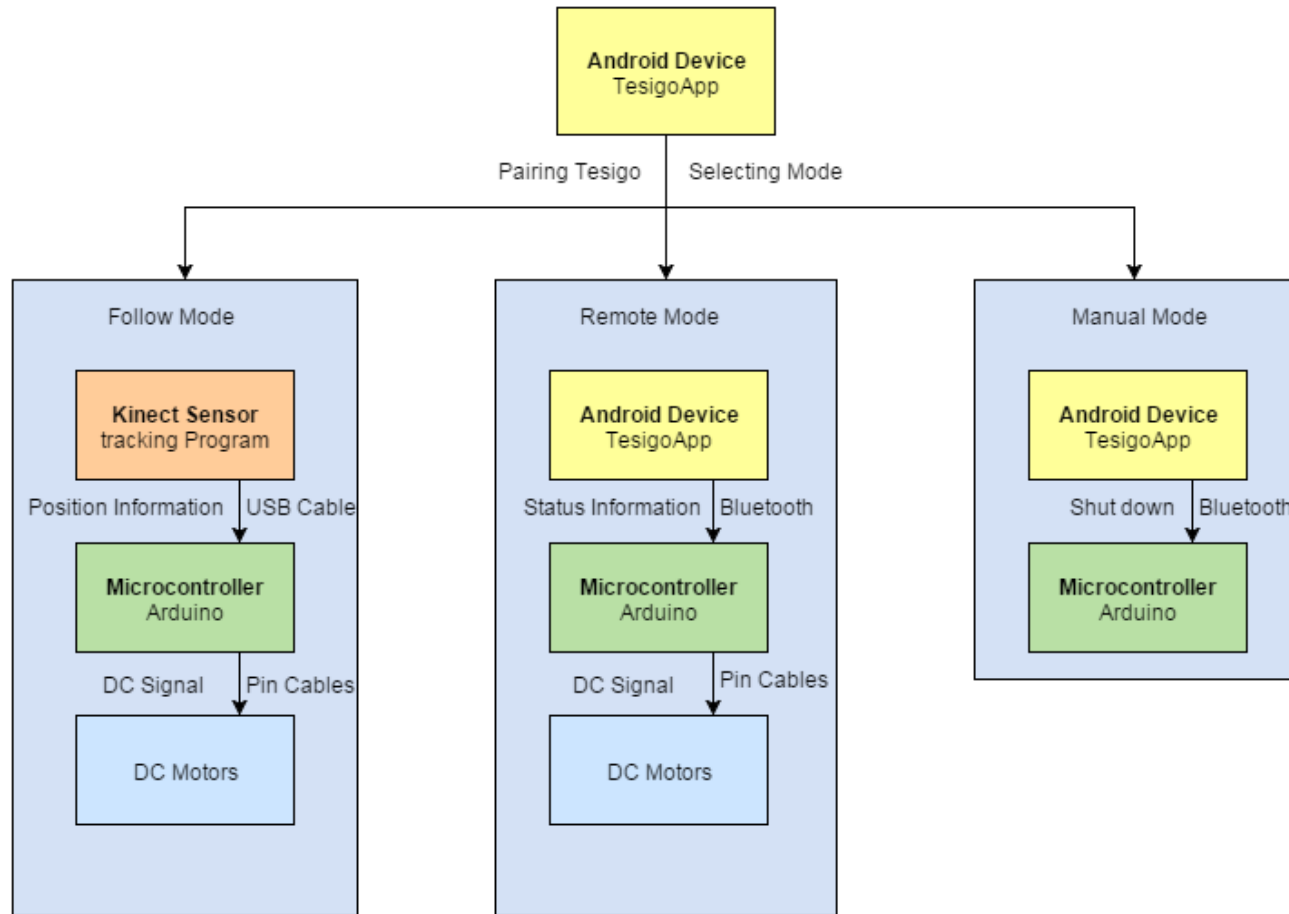 Android Device
TesigoApp
Pairing Tesigo
Selecting Mode
Follow Mode
Kinect Sensor
tracking Program
Position Information
USB Cable
Microcontroller
Arduino
DC Signal
Pin Cables
DC Motors
Remote Mode
Android Device
TesigoApp
Status Information
Bluetooth
Microcontroller
Arduino
DC Signal
Pin Cables
DC Motors
Manual Mode
Android Device
TesigoApp
Shut down
Bluetooth
Microcontroller
Arduino